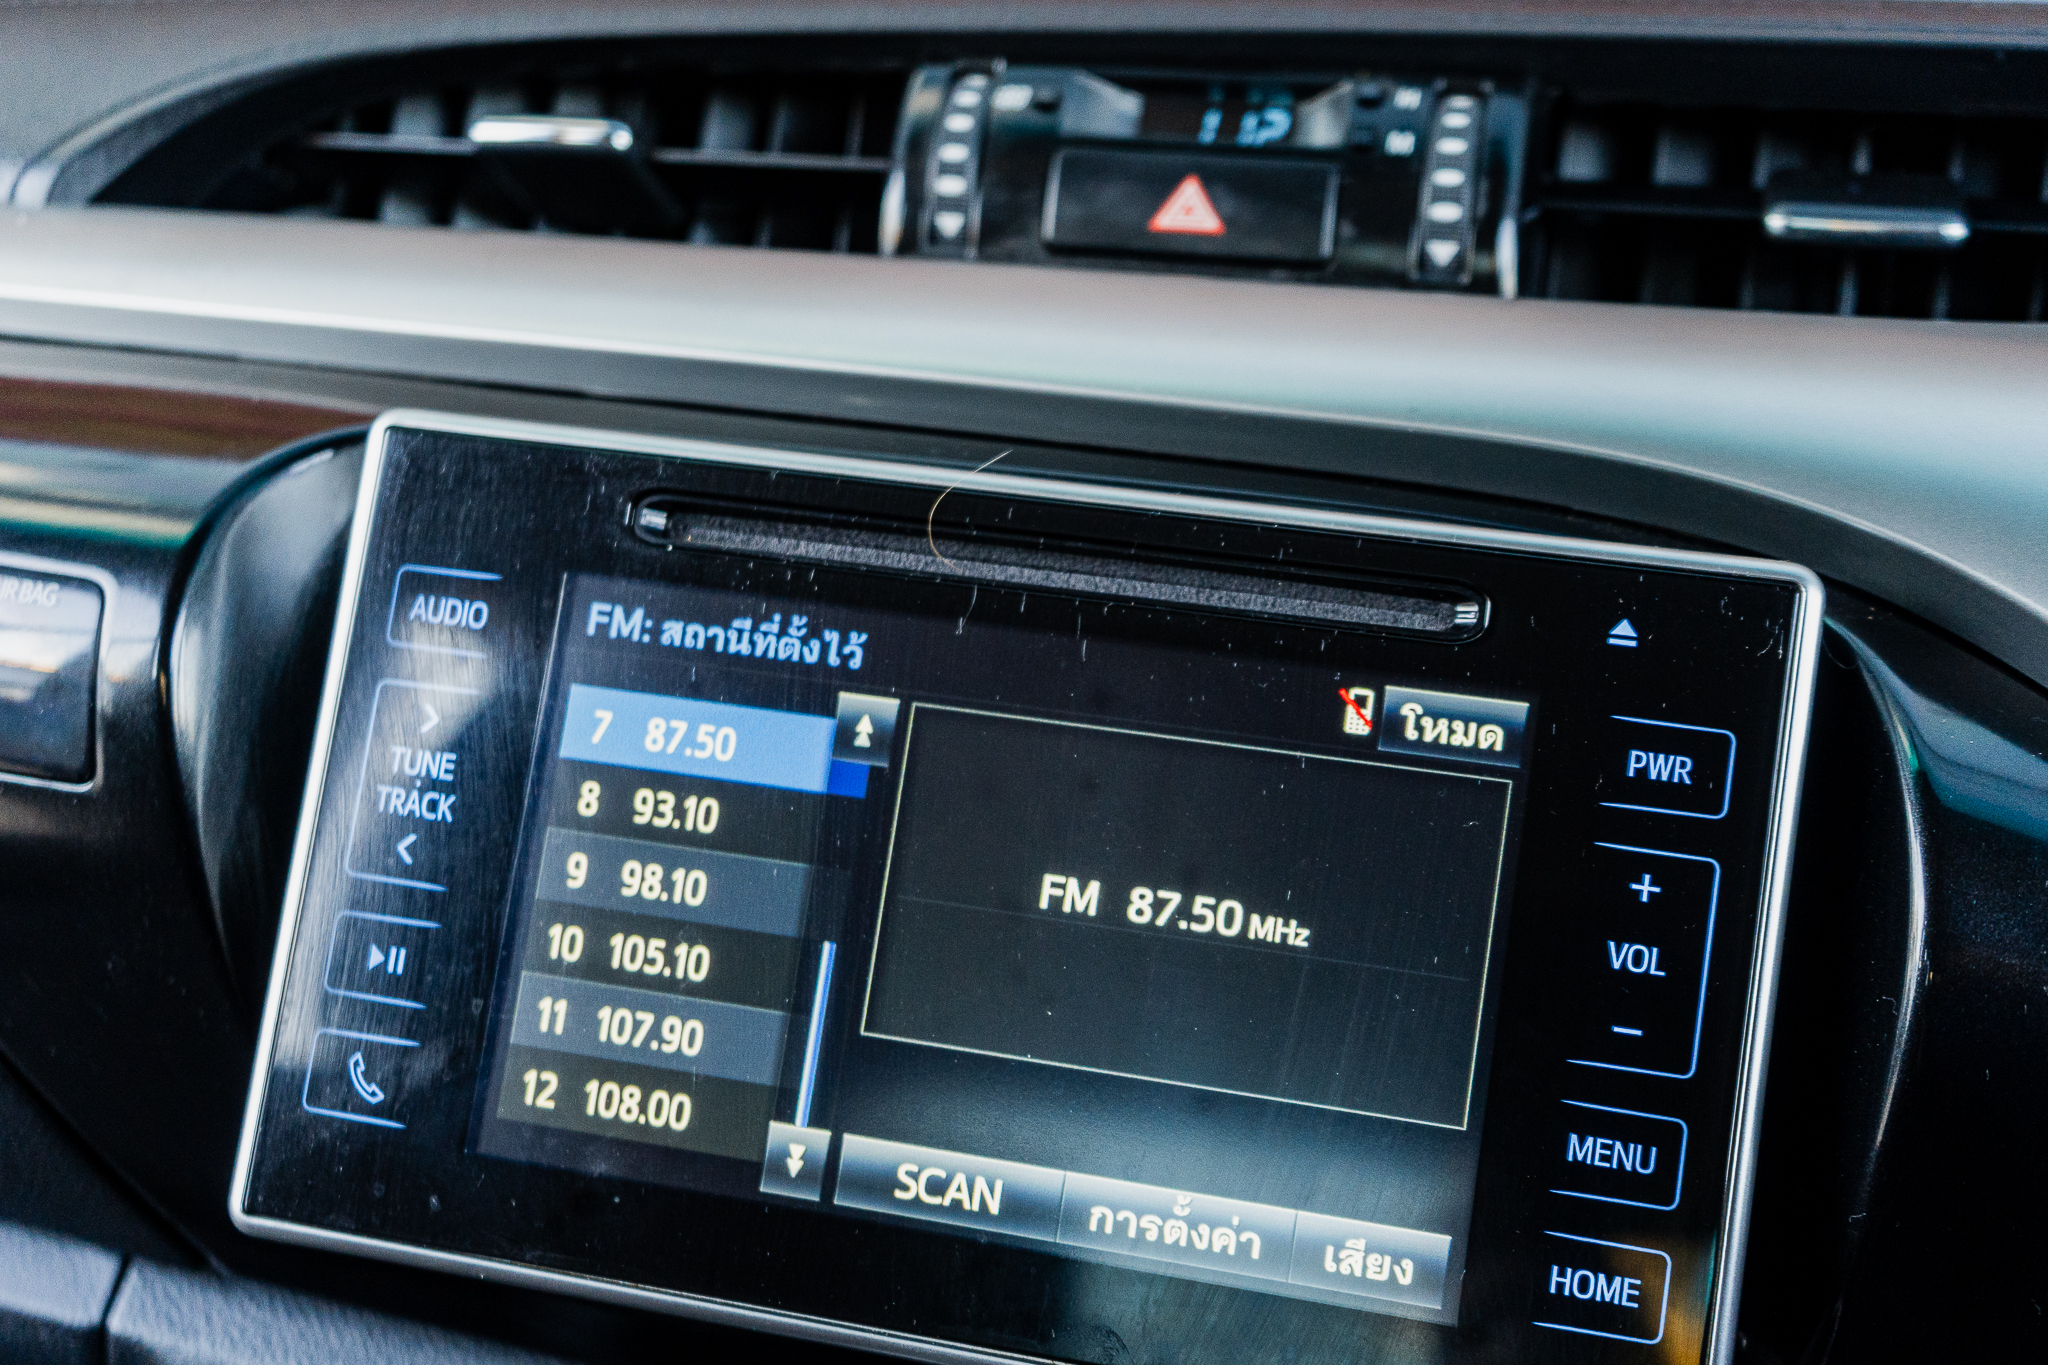 H
M
AUDIO
FM: สถานีที่ตั้งไว้
โหมด
7 87.50
8 93.10
9 98.10
10 105.10
11 107.90
12 108.00
FM 87.50 MHz
SCAN
การตั้งค่า
เสียง
TUNE
TRACK
PWR
+
VOL
-
MENU
HOME